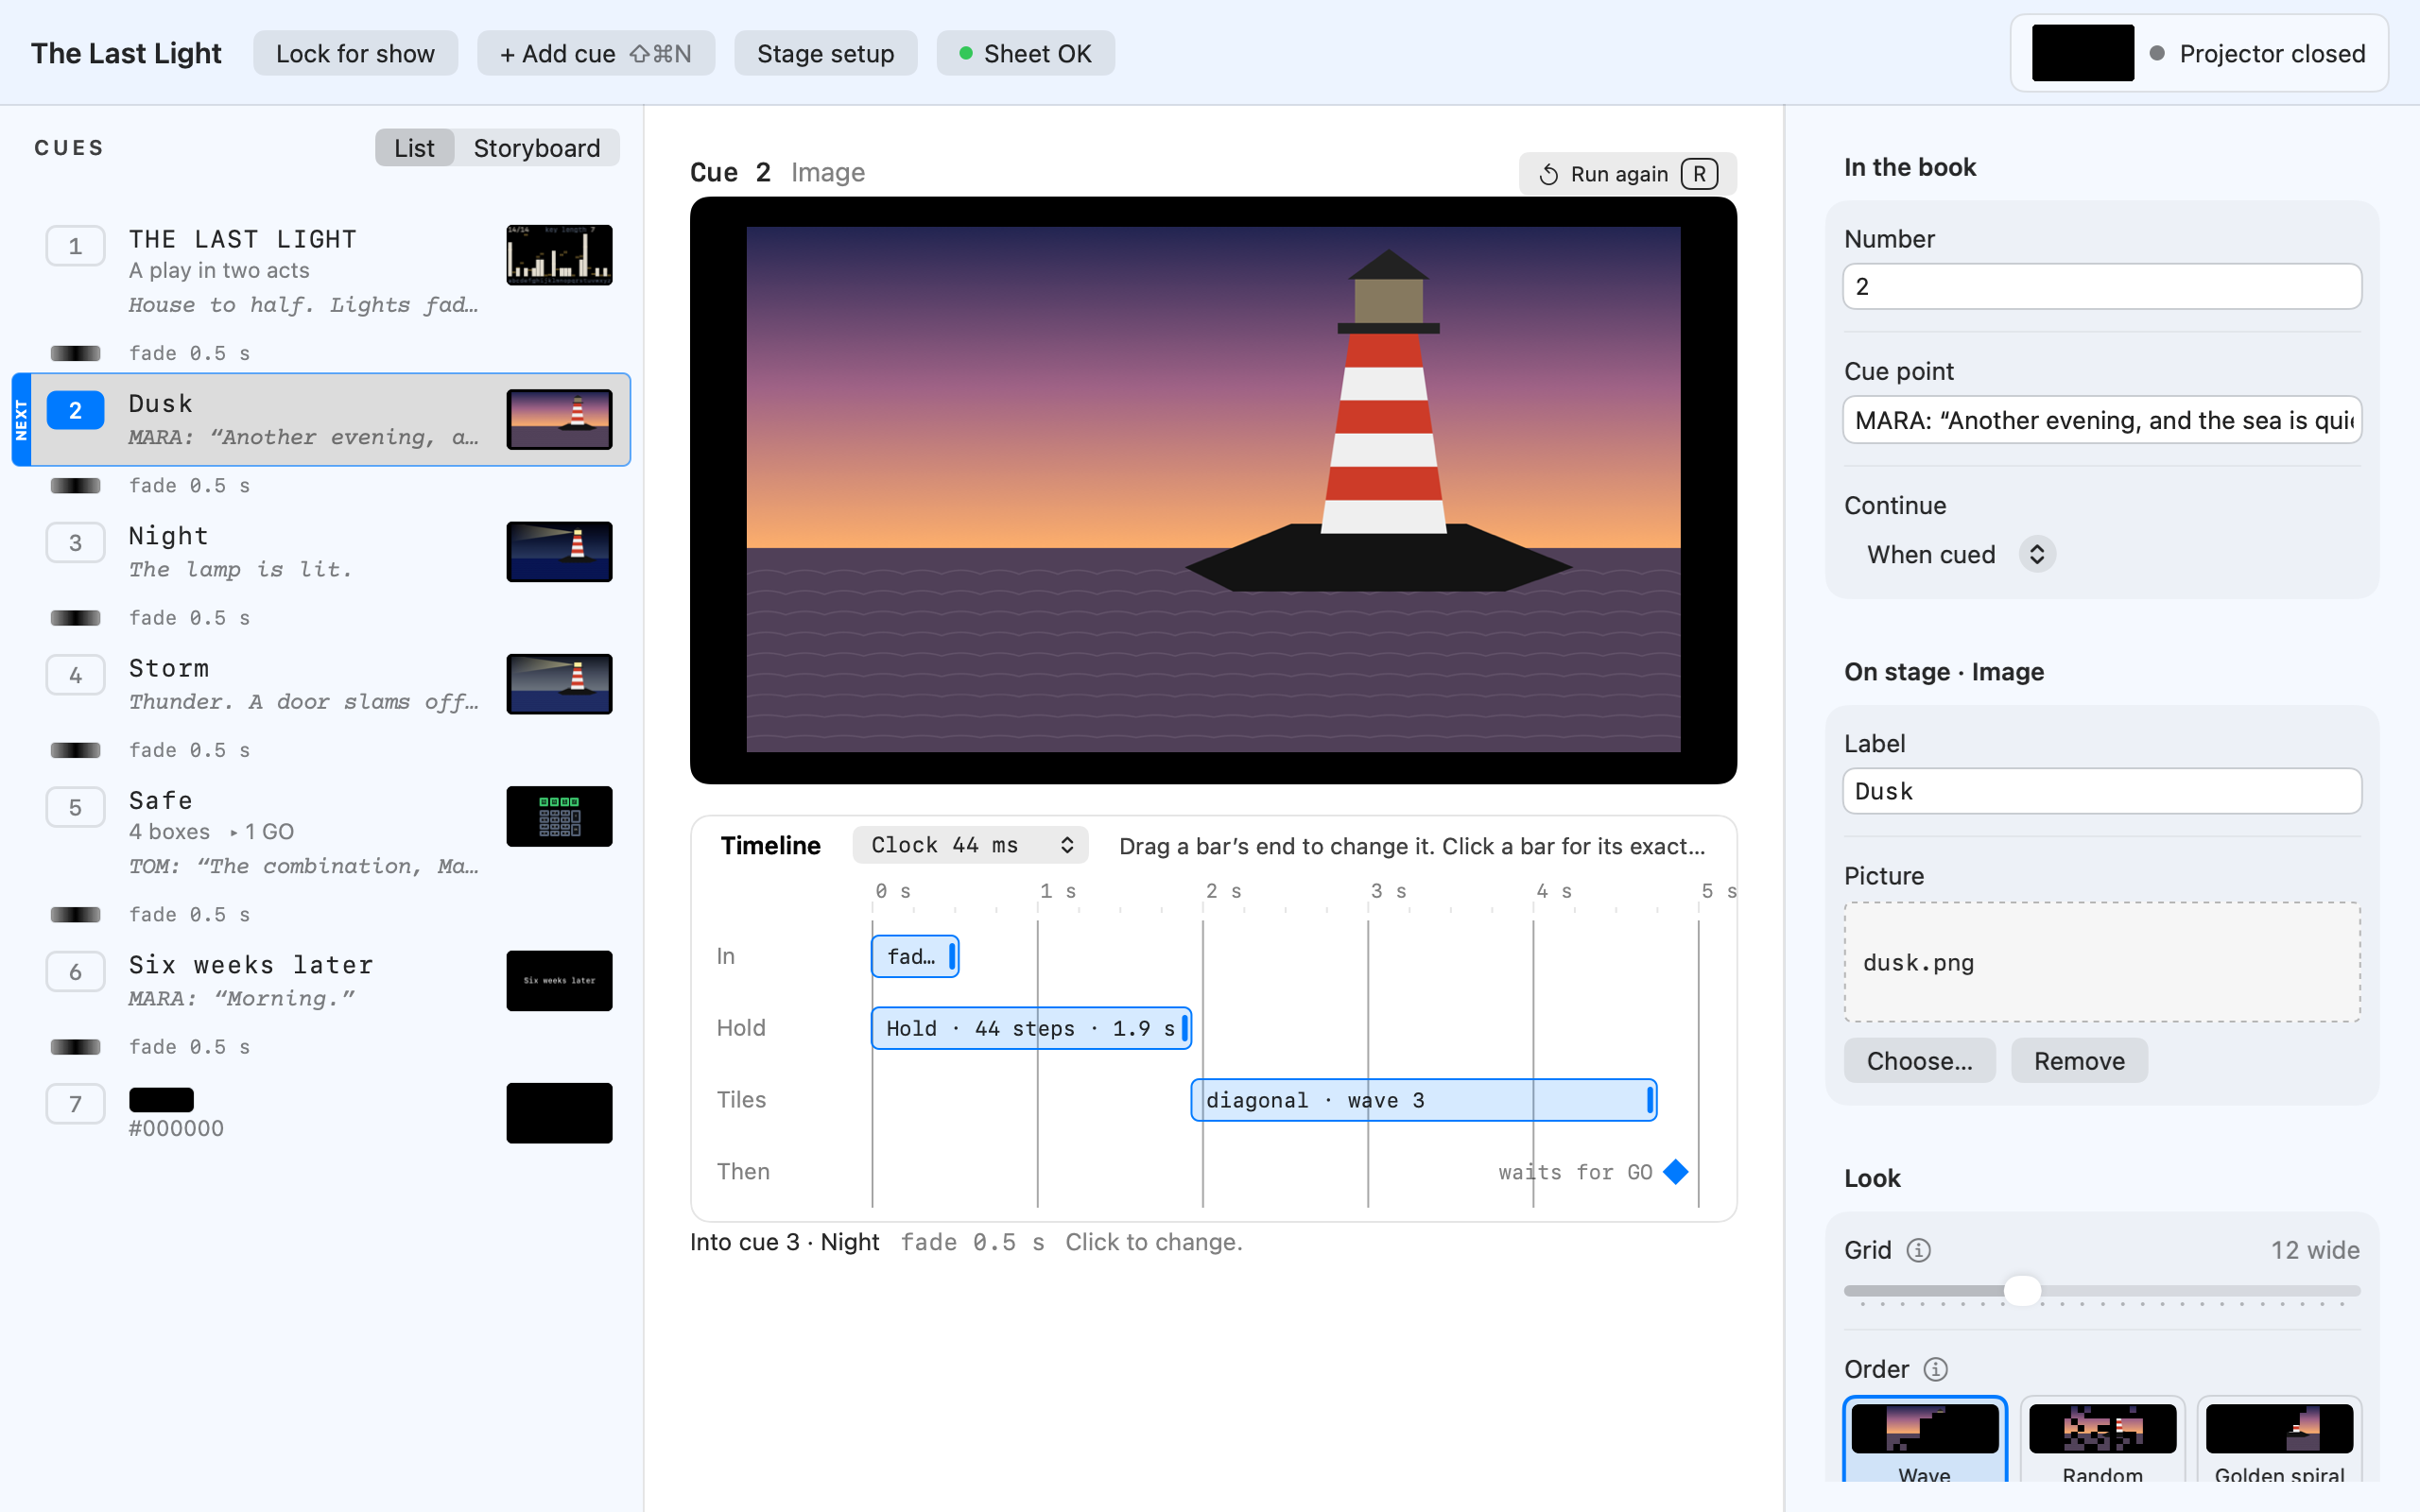 The Last Light
Lock for show
+ Add cue ⇧⌘N
Stage setup
Sheet OK
Projector closed
CUES
List
Storyboard
1
THE LAST LIGHT
A play in two acts
House to half. Lights fad…
fade 0.5 s
NEXT
2
Dusk
MARA: “Another evening, a…
fade 0.5 s
3
Night
The lamp is lit.
fade 0.5 s
4
Storm
Thunder. A door slams off…
fade 0.5 s
5
Safe
4 boxes ▸ 1 GO
TOM: “The combination, Ma…
fade 0.5 s
6
Six weeks later
MARA: “Morning.”
Six weeks later
fade 0.5 s
7
#000000
Cue 2 Image
Run again R
Timeline
Clock 44 ms
Drag a bar’s end to change it. Click a bar for its exact…
0 s 1 s 2 s 3 s 4 s 5 s
In
fad…
Hold
Hold · 44 steps · 1.9 s
Tiles
diagonal · wave 3
Then
waits for GO
Into cue 3 · Night fade 0.5 s Click to change.
In the book
Number
2
Cue point
MARA: “Another evening, and the sea is quie
Continue
When cued
On stage · Image
Label
Dusk
Picture
dusk.png
Choose…
Remove
Look
Grid
12 wide
Order
Wave
Random
Golden spiral